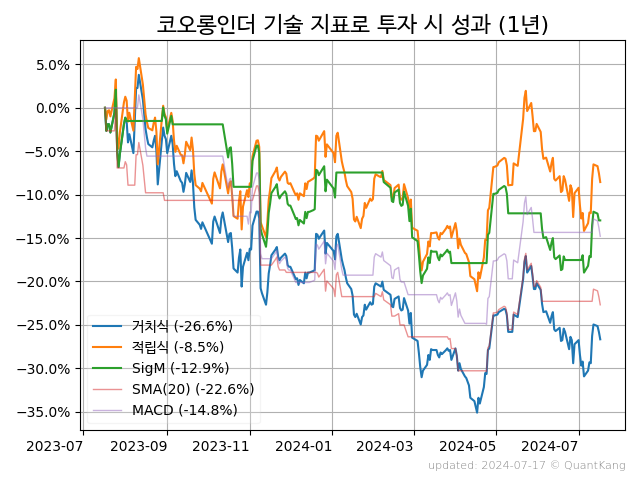 코오롱인더 기술 지표로 투자 시 성과 (1년)
5.0%
0.0%
−5.0%
−10.0%
−15.0%
−20.0%
−25.0%
−30.0%
−35.0%
거치식 (-26.6%)
적립식 (-8.5%)
SigM (-12.9%)
SMA(20) (-22.6%)
MACD (-14.8%)
2023-07 2023-09 2023-11 2024-01 2024-03 2024-05 2024-07
updated: 2024-07-17 © QuantKang